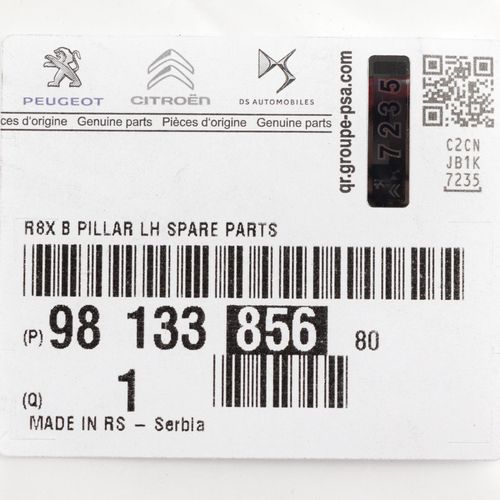 PEUGEOT
CITROËN
DS AUTOMOBILES
ces d'origine Genuine parts Pièces d'origine Genuine parts
qr.groupe-psa.com
7235
C2CN
JB1K
7235
R8X B PILLAR LH SPARE PARTS
(P) 98 133 856 80
(Q) 1
MADE IN RS - Serbia